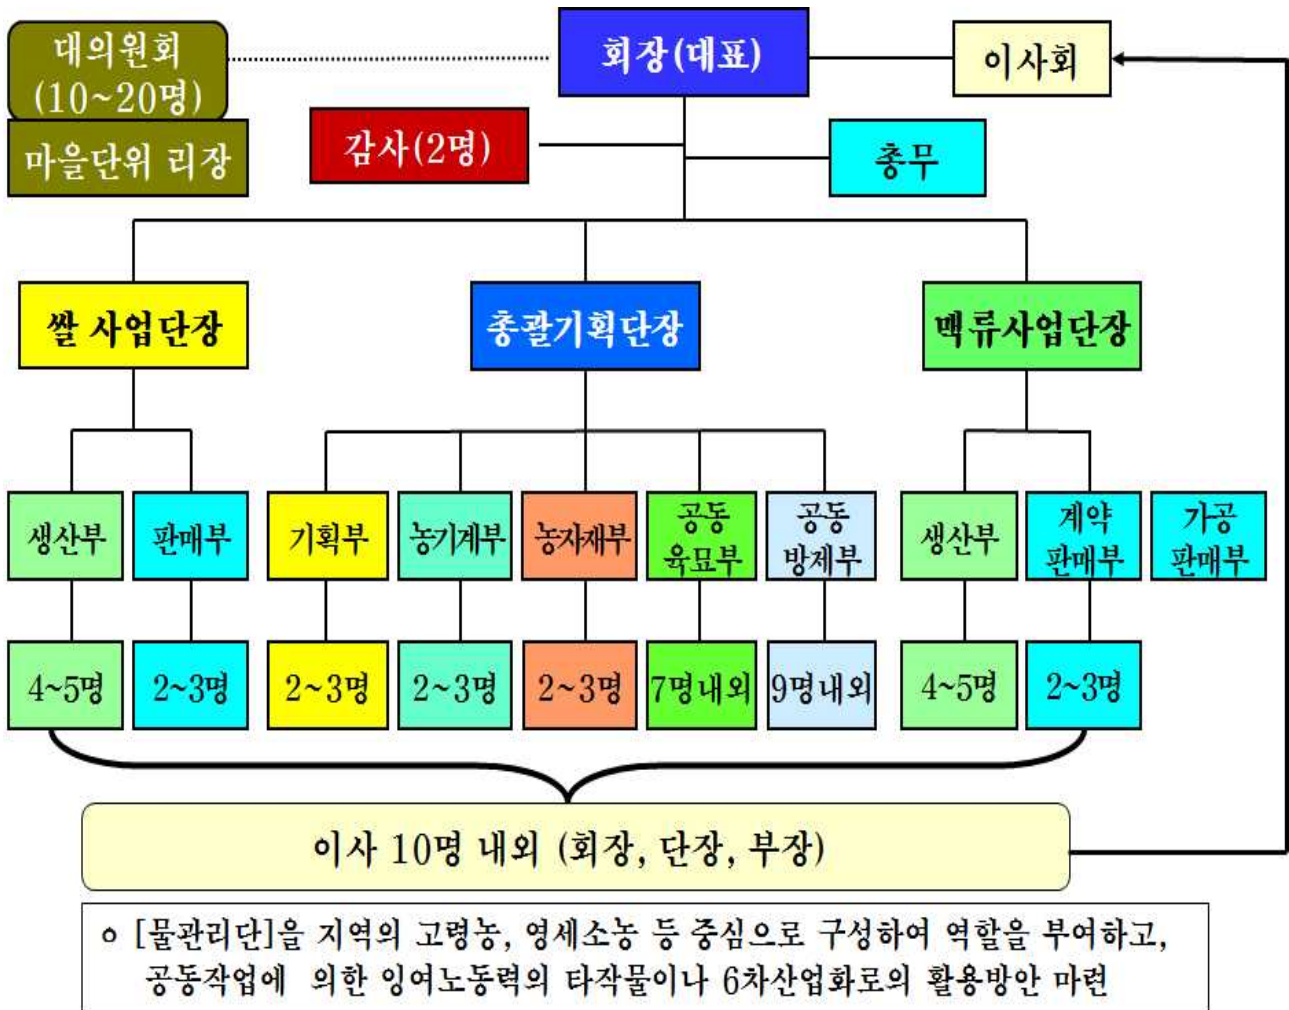 대의원회
(10~20명)
마을단위 리장
회장(대표)
이사회
감사(2명)
총무
쌀 사업단장
총괄기획단장
맥류사업단장
생산부
판매부
기획부
농기계부
농자재부
공동
육묘부
공동
방제부
생산부
계약
판매부
가공
판매부
4~5명
2~3명
2~3명
2~3명
2~3명
7명내외
9명내외
4~5명
2~3명
이사 10명 내외 (회장, 단장, 부장)
ㅇ [물관리단]을 지역의 고령농, 영세소농 등 중심으로 구성하여 역할을 부여하고,
공동작업에 의한 잉여노동력의 타작물이나 6차산업화로의 활용방안 마련